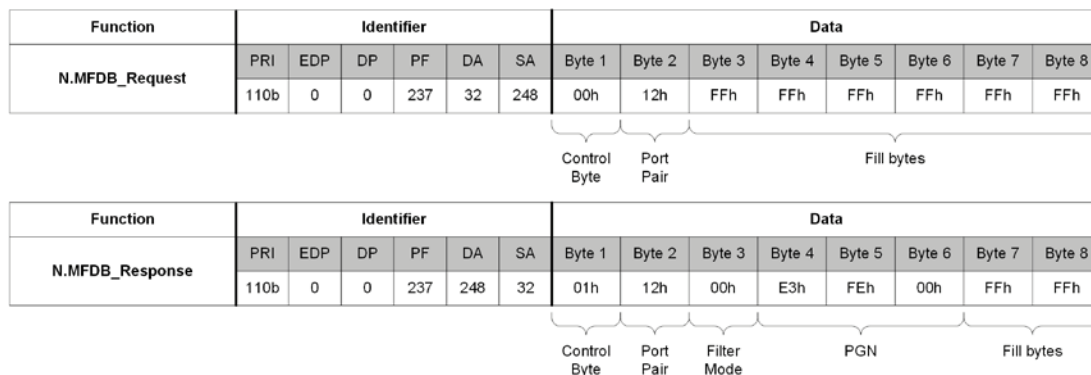 Function Identifier Data
N.MFDB_Request PRI EDP DP PF DA SA Byte 1 Byte 2 Byte 3 Byte 4 Byte 5 Byte 6 Byte 7 Byte 8
110b 0 0 237 32 248 00h 12h FFh FFh FFh FFh FFh FFh
Control Byte Port Pair Fill bytes
Function Identifier Data
N.MFDB_Response PRI EDP DP PF DA SA Byte 1 Byte 2 Byte 3 Byte 4 Byte 5 Byte 6 Byte 7 Byte 8
110b 0 0 237 248 32 01h 12h 00h E3h FEh 00h FFh FFh
Control Byte Port Pair Filter Mode PGN Fill bytes